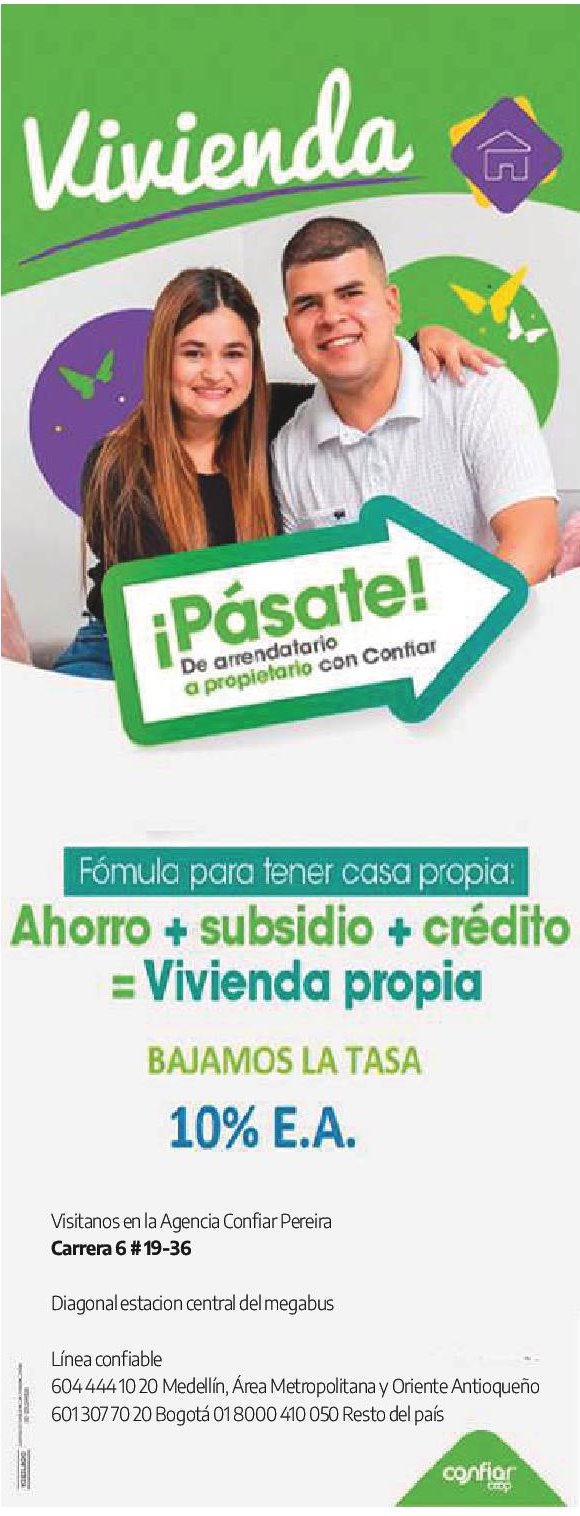 Vivienda
¡Pásate!
De arrendatario
a propietario con Confiar
Fómula para tener casa propia:
Ahorro + subsidio + crédito
= Vivienda propia
BAJAMOS LA TASA
10% E.A.
Visitanos en la Agencia Confiar Pereira
Carrera 6 # 19-36
Diagonal estacion central del megabus
Línea confiable
604 444 10 20 Medellín, Área Metropolitana y Oriente Antioqueño
601 307 70 20 Bogotá 01 8000 410 050 Resto del país
confiar
coop
VIGILADO